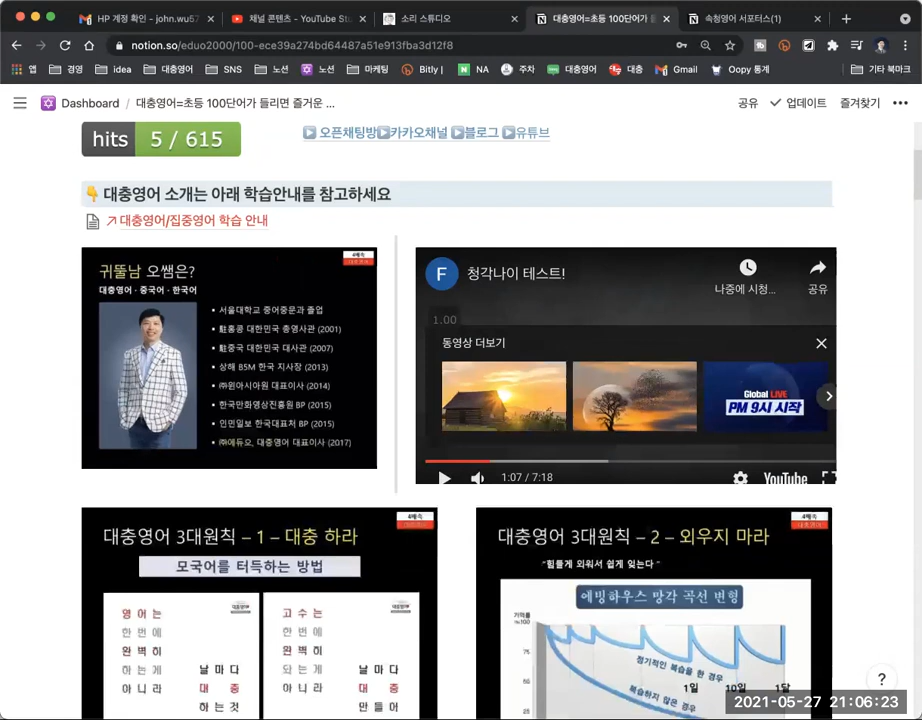 HP 계정 확인 - john.wu57
채널 콘텐츠 - YouTube Stu
소리 스튜디오
대충영어=초등 100단어가 들
속청영어 서포터스(1)
notion.so/eduo2000/100-ece39a274bd64487a51e913fba3d12f8
앱
경영
idea
대충영어
SNS
노션
노션
마케팅
Bitly |
NA
주차
대충영어
대충
Gmail
Oopy 통계
기타 북마크
Dashboard / 대충영어=초등 100단어가 들리면 즐거운 ...
공유
업데이트
즐겨찾기
hits 5 / 615
오픈채팅방 카카오채널 블로그 유튜브
대충영어 소개는 아래 학습안내를 참고하세요
대충영어/집중영어 학습 안내
4배속
귀뚤남 오쌤은?
대충영어 · 중국어 · 한국어
• 서울대학교 중어중문과 졸업
• 駐홍콩 대한민국 총영사관 (2001)
• 駐중국 대한민국 대사관 (2007)
• 상해 B5M 한국 지사장 (2013)
• ㈜윈아시아원 대표이사 (2014)
• 한국만화영상진흥원 BP (2015)
• 인민일보 한국대표처 BP (2015)
• ㈜에듀오, 대충영어 대표이사 (2017)
F
청각나이 테스트!
나중에 시청...
공유
1.00
동영상 더보기
Global LIVE
PM 9시 시작
1:07 / 7:18
YouTube
4배속
대충영어 3대원칙 – 1 – 대충 하라
모국어를 터득하는 방법
영 어 는
한 번 에
완 벽 히
하 는 게
아 니 라
날 마 다
대 충
하 는 것
고 수 는
한 번 에
완 벽 히
되 는 게
아 니 라
날 마 다
대 충
만 들 어
4배속
대충영어 3대원칙 – 2 – 외우지 마라
"힘들게 외워서 쉽게 잊는다"
에빙하우스 망각 곡선 변형
기억률
%100
75
50
25
정기적인 복습을 한 경우
복습하지 않은 경우
1일
10일
1달
?
2021-05-27 21:06:23